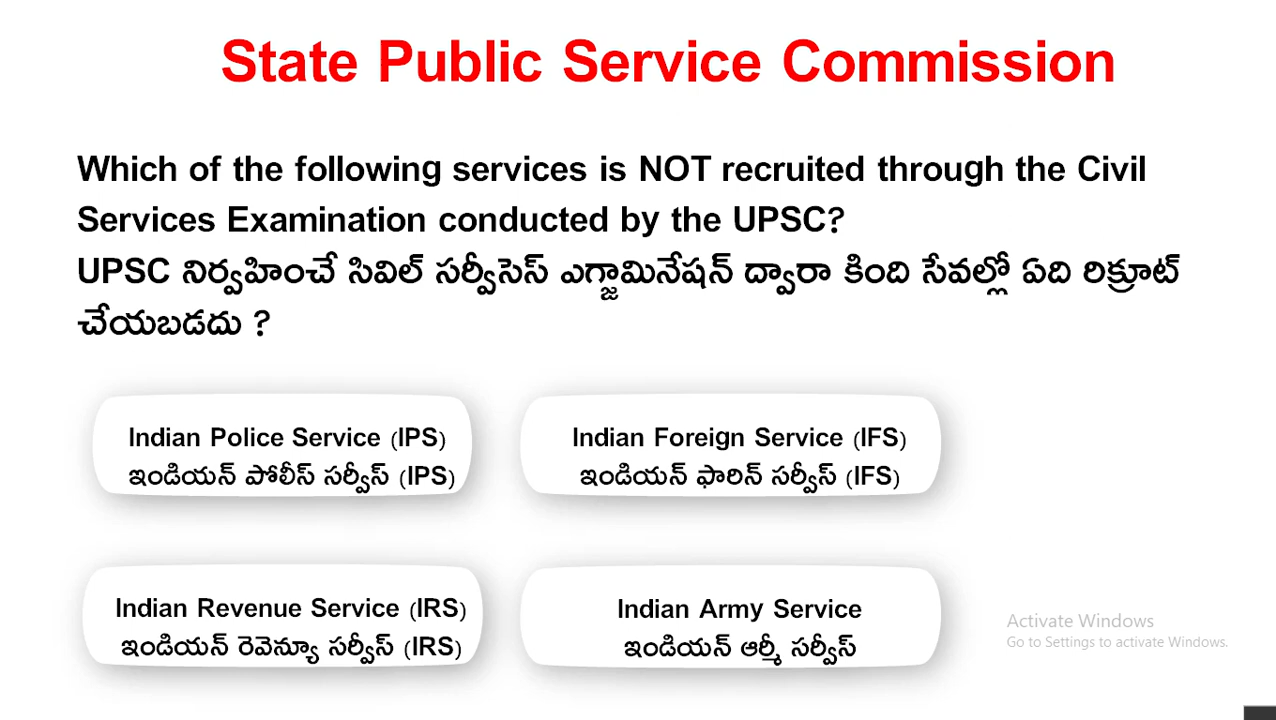 State Public Service Commission
Which of the following services is NOT recruited through the Civil
Services Examination conducted by the UPSC?
UPSC నిర్వహించే సివిల్ సర్వీసెస్ ఎగ్జామినేషన్ ద్వారా కింది సేవల్లో ఏది రిక్రూట్
చేయబడదు ?
Indian Police Service (IPS)
ఇండియన్ పోలీస్ సర్వీస్ (IPS)
Indian Foreign Service (IFS)
ఇండియన్ ఫారిన్ సర్వీస్ (IFS)
Indian Revenue Service (IRS)
ఇండియన్ రెవెన్యూ సర్వీస్ (IRS)
Indian Army Service
ఇండియన్ ఆర్మీ సర్వీస్
Activate Windows
Go to Settings to activate Windows.